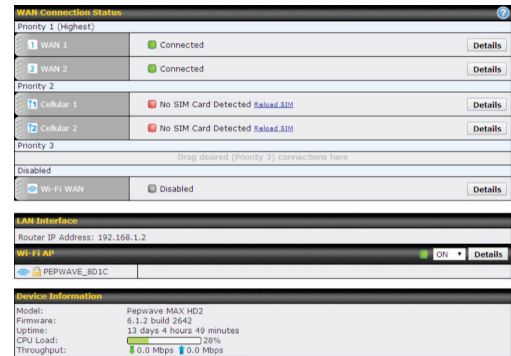 WAN Connection Status
Priority 1 (Highest)
1 WAN 1 Connected Details
2 WAN 2 Connected Details
Priority 2
1 Cellular 1 No SIM Card Detected Reload SIM Details
2 Cellular 2 No SIM Card Detected Reload SIM Details
Priority 3
Drag desired (Priority 3) connections here
Disabled
Wi-Fi WAN Disabled Details
LAN Interface
Router IP Address: 192.168.1.2
Wi-Fi AP ON Details
PEPWAVE_8D1C
Device Information
Model: Pepwave MAX HD2
Firmware: 6.1.2 build 2642
Uptime: 13 days 4 hours 49 minutes
CPU Load: 28%
Throughput: 0.0 Mbps 0.0 Mbps